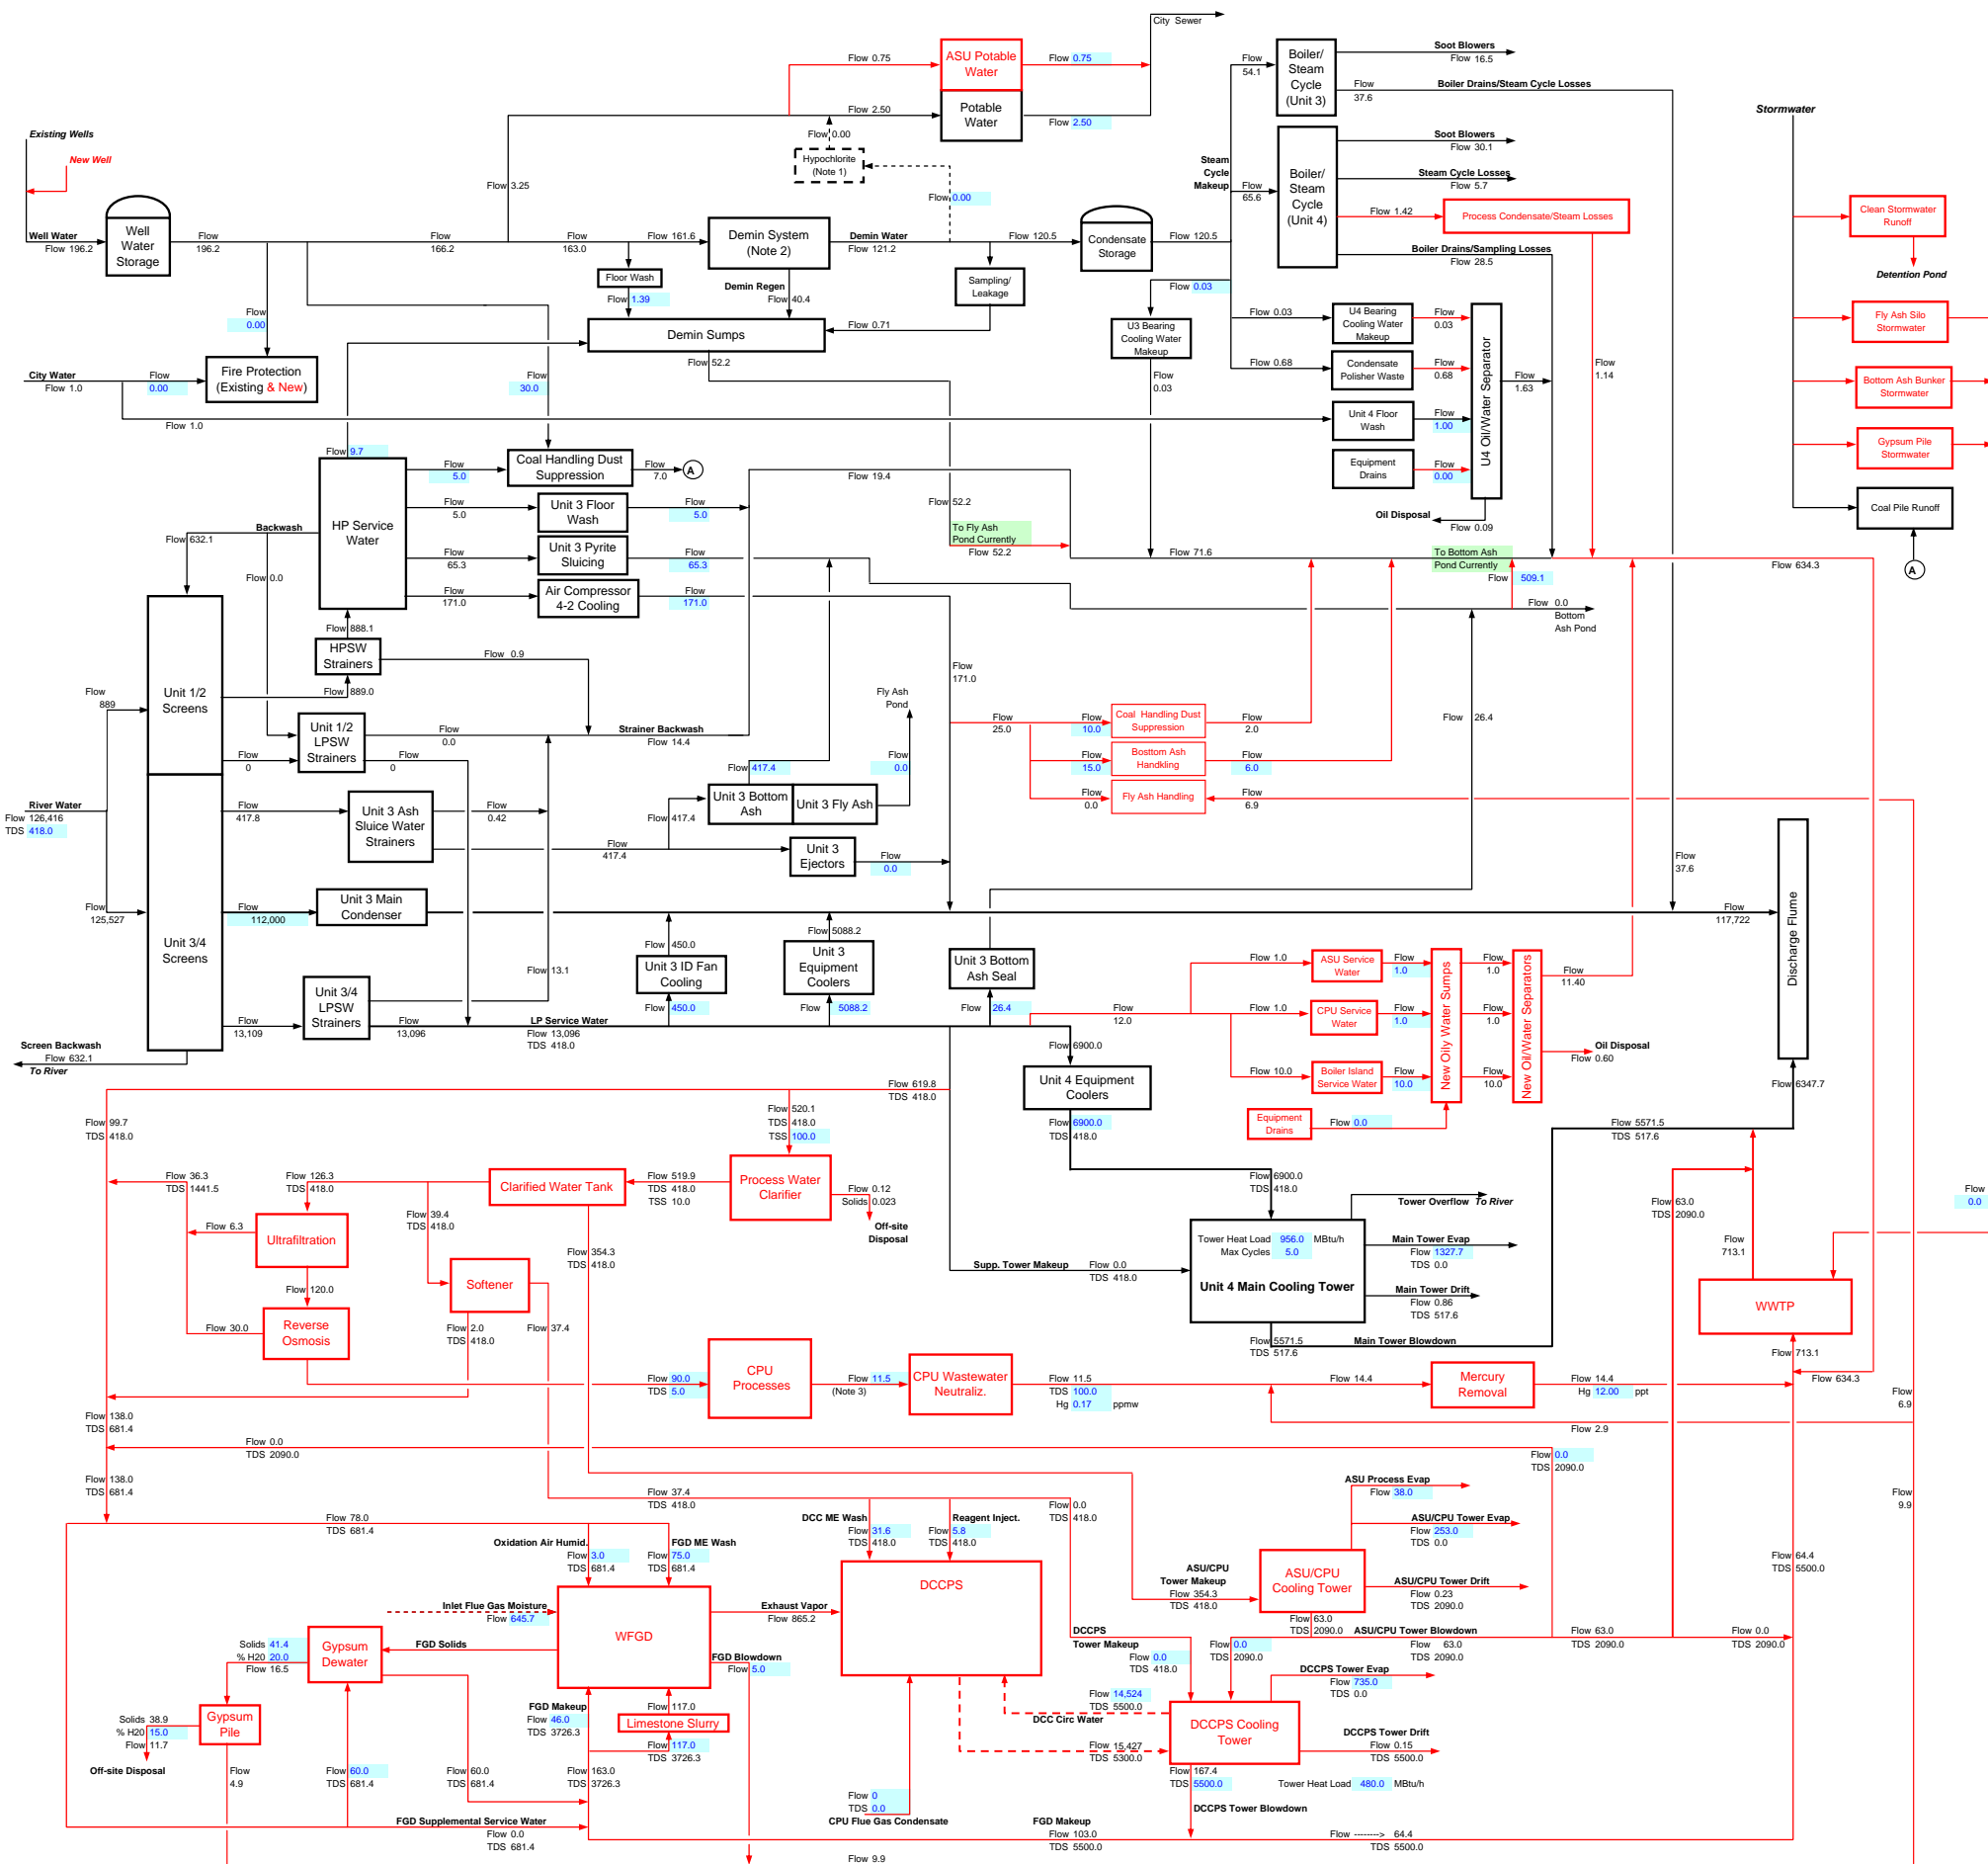 City Sewer
Flow 0.75
ASU Potable
Water
Flow 0.75
Flow 2.50
Potable
Water
Flow 2.50
Flow 0.00
Hypochlorite
(Note 1)
Flow 0.00
Flow 3.25
Flow
54.1
Boiler/
Steam
Cycle
(Unit 3)
Soot Blowers
Flow 16.5
Flow
37.6
Boiler Drains/Steam Cycle Losses
Steam
Cycle
Makeup
Flow
65.6
Boiler/
Steam
Cycle
(Unit 4)
Soot Blowers
Flow 30.1
Steam Cycle Losses
Flow 5.7
Flow 1.42
Process Condensate/Steam Losses
Boiler Drains/Sampling Losses
Flow 28.5
Stormwater
Clean Stormwater
Runoff
Detention Pond
Fly Ash Silo
Stormwater
Bottom Ash Bunker
Stormwater
Gypsum Pile
Stormwater
Coal Pile Runoff
A
Existing Wells
New Well
Well Water
Flow 196.2
Well
Water
Storage
Flow
196.2
Flow
166.2
Flow
163.0
Flow 161.6
Demin System
(Note 2)
Demin Water
Flow 121.2
Flow 120.5
Condensate
Storage
Flow 120.5
Floor Wash
Flow 1.39
Demin Regen
Flow 40.4
Sampling/
Leakage
Flow 0.71
Demin Sumps
Flow
52.2
Flow
0.00
City Water
Flow 1.0
Flow
0.00
Fire Protection
(Existing & New)
Flow
30.0
Flow 1.0
Flow 0.03
U3 Bearing
Cooling Water
Makeup
Flow
0.03
Flow 0.03
U4 Bearing
Cooling Water
Makeup
Flow
0.03
Flow 0.68
Condensate
Polisher Waste
Flow
0.68
Unit 4 Floor
Wash
Flow
1.00
Equipment
Drains
Flow
0.00
U4 Oil/Water Separator
Flow
1.63
Flow
1.14
Oil Disposal
Flow 0.09
Flow 9.7
HP Service
Water
Flow
5.0
Coal Handling Dust
Suppression
Flow
7.0
A
Flow
5.0
Unit 3 Floor
Wash
Flow
5.0
Flow
65.3
Unit 3 Pyrite
Sluicing
Flow
65.3
Flow
171.0
Air Compressor
4-2 Cooling
Flow
171.0
Backwash
Flow 632.1
Flow 0.0
Flow 19.4
Flow
52.2
To Fly Ash
Pond Currently
Flow 52.2
Flow 71.6
To Bottom Ash
Pond Currently
Flow 509.1
Flow 634.3
Flow 0.0
Bottom
Ash Pond
Flow 888.1
HPSW
Strainers
Flow 0.9
Flow 889.0
Unit 1/2
Screens
Flow
889
Unit 1/2
LPSW
Strainers
Flow
0.0
Flow
0
Flow
0
Strainer Backwash
Flow 14.4
Fly Ash
Pond
Flow
171.0
Flow
25.0
Flow
10.0
Coal Handling Dust
Suppression
Flow
2.0
Flow
15.0
Bosttom Ash
Handkling
Flow
6.0
Flow
0.0
Fly Ash Handling
Flow
6.9
Flow 26.4
River Water
Flow 126,416
TDS 418.0
Flow
417.8
Unit 3 Ash
Sluice Water
Strainers
Flow
0.42
Flow 417.4
Flow
0.0
Unit 3 Bottom
Ash
Unit 3 Fly Ash
Flow
417.4
Flow
417.4
Unit 3
Ejectors
Flow
0.0
Flow
125,527
Unit 3/4
Screens
Flow
112,000
Unit 3 Main
Condenser
Flow
37.6
Flow
117,722
Discharge Flume
Flow
450.0
Unit 3 ID Fan
Cooling
Flow 450.0
Flow 5088.2
Unit 3
Equipment
Coolers
Flow 5088.2
Unit 3 Bottom
Ash Seal
Flow
26.4
Flow 13.1
Unit 3/4
LPSW
Strainers
Flow
13,109
Flow
13,096
LP Service Water
Flow 13,096
TDS 418.0
Flow
12.0
Flow 1.0
ASU Service
Water
Flow
1.0
Flow 1.0
CPU Service
Water
Flow
1.0
Flow 10.0
Boiler Island
Service Water
Flow
10.0
Equipment
Drains
Flow 0.0
New Oily Water Sumps
Flow
1.0
Flow
1.0
Flow
10.0
New Oil/Water Separators
Flow
11.40
Oil Disposal
Flow 0.60
Screen Backwash
Flow 632.1
To River
Flow 6900.0
Unit 4 Equipment
Coolers
Flow 6900.0
TDS 418.0
Flow 6347.7
Flow 5571.5
TDS 517.6
Flow 619.8
TDS 418.0
Flow 99.7
TDS 418.0
Flow 520.1
TDS 418.0
TSS 100.0
Process Water
Clarifier
Flow 519.9
TDS 418.0
TSS 10.0
Clarified Water Tank
Flow 0.12
Solids 0.023
Off-site
Disposal
Flow 36.3
TDS 1441.5
Flow 126.3
TDS 418.0
Flow 39.4
TDS 418.0
Flow 354.3
TDS 418.0
Flow 6.3
Ultrafiltration
Flow 120.0
Flow 30.0
Reverse
Osmosis
Softener
Flow 2.0
TDS 418.0
Flow 37.4
Flow 6900.0
TDS 418.0
Tower Overflow To River
Supp. Tower Makeup
Flow 0.0
TDS 418.0
Tower Heat Load 956.0 MBtu/h
Max Cycles 5.0
Unit 4 Main Cooling Tower
Main Tower Evap
Flow 1327.7
TDS 0.0
Main Tower Drift
Flow 0.86
TDS 517.6
Flow 5571.5
TDS 517.6
Main Tower Blowdown
Flow 63.0
TDS 2090.0
Flow
713.1
WWTP
Flow 713.1
Flow 634.3
Flow
0.0
Flow 90.0
TDS 5.0
CPU
Processes
Flow 11.5
(Note 3)
CPU Wastewater
Neutraliz.
Flow 11.5
TDS 100.0
Hg 0.17 ppmw
Flow 14.4
Mercury
Removal
Flow 14.4
Hg 12.00 ppt
Flow
6.9
Flow 2.9
Flow 138.0
TDS 681.4
Flow 0.0
TDS 2090.0
Flow 138.0
TDS 681.4
Flow 0.0
TDS 2090.0
Flow
9.9
Flow 37.4
TDS 418.0
Flow 78.0
TDS 681.4
Oxidation Air Humid.
Flow 3.0
TDS 681.4
FGD ME Wash
Flow 75.0
TDS 681.4
DCC ME Wash
Flow 31.6
TDS 418.0
Reagent Inject.
Flow 5.8
TDS 418.0
Flow 0.0
TDS 418.0
ASU Process Evap
Flow 38.0
ASU/CPU Tower Evap
Flow 253.0
TDS 0.0
ASU/CPU
Tower Makeup
Flow 354.3
TDS 418.0
ASU/CPU
Cooling Tower
ASU/CPU Tower Drift
Flow 0.23
TDS 2090.0
Flow 64.4
TDS 5500.0
Inlet Flue Gas Moisture
Flow 645.7
WFGD
Exhaust Vapor
Flow 865.2
DCCPS
FGD Solids
Solids 41.4
% H20 20.0
Flow 16.5
Gypsum
Dewater
FGD Blowdown
Flow 5.0
Flow 63.0
TDS 2090.0
ASU/CPU Tower Blowdown
Flow 63.0
TDS 2090.0
Flow 63.0
TDS 2090.0
Flow 0.0
TDS 2090.0
DCCPS
Tower Makeup
Flow 0.0
TDS 418.0
Flow 0.0
TDS 2090.0
DCCPS Tower Evap
Flow 735.0
TDS 0.0
Flow 14,524
TDS 5500.0
DCC Circ Water
Flow 15,427
TDS 5300.0
DCCPS Cooling
Tower
DCCPS Tower Drift
Flow 0.15
TDS 5500.0
Tower Heat Load 480.0 MBtu/h
Flow 167.4
TDS 5500.0
DCCPS Tower Blowdown
FGD Makeup
Flow 46.0
TDS 3726.3
Flow 117.0
Limestone Slurry
Flow 117.0
TDS 3726.3
Solids 38.9
% H20 15.0
Flow 11.7
Gypsum
Pile
Off-site Disposal
Flow
4.9
Flow 60.0
TDS 681.4
Flow 60.0
TDS 681.4
Flow 163.0
TDS 3726.3
Flow 0
TDS 0.0
CPU Flue Gas Condensate
FGD Supplemental Service Water
Flow 0.0
TDS 681.4
FGD Makeup
Flow 103.0
TDS 5500.0
Flow --------> 64.4
TDS 5500.0
Flow 9.9